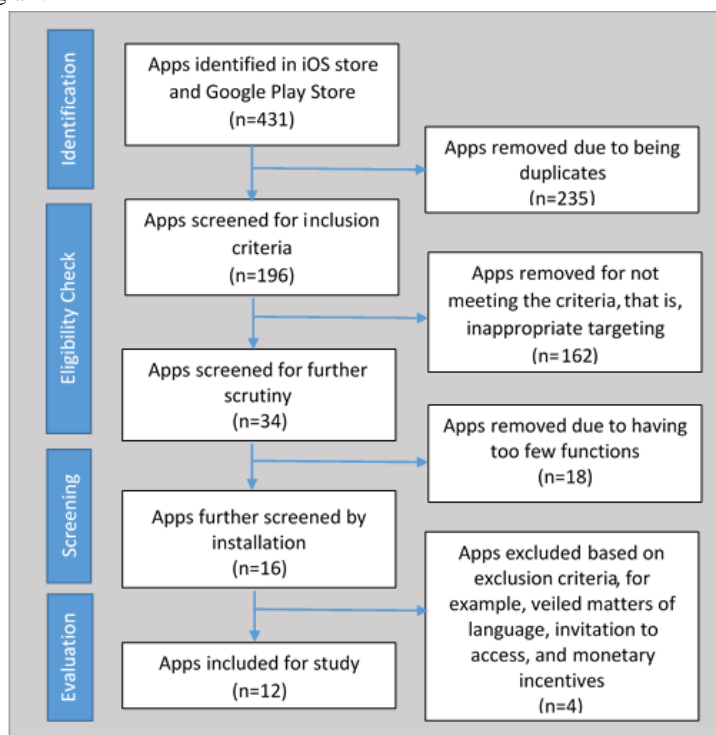 Identification
Apps identified in iOS store
and Google Play Store
(n=431)
Apps removed due to being
duplicates
(n=235)
Eligibility Check
Apps screened for inclusion
criteria
(n=196)
Apps removed for not
meeting the criteria, that is,
inappropriate targeting
(n=162)
Apps screened for further
scrutiny
(n=34)
Apps removed due to having
too few functions
(n=18)
Screening
Apps further screened by
installation
(n=16)
Apps excluded based on
exclusion criteria, for
example, veiled matters of
language, invitation to
access, and monetary
incentives
(n=4)
Evaluation
Apps included for study
(n=12)